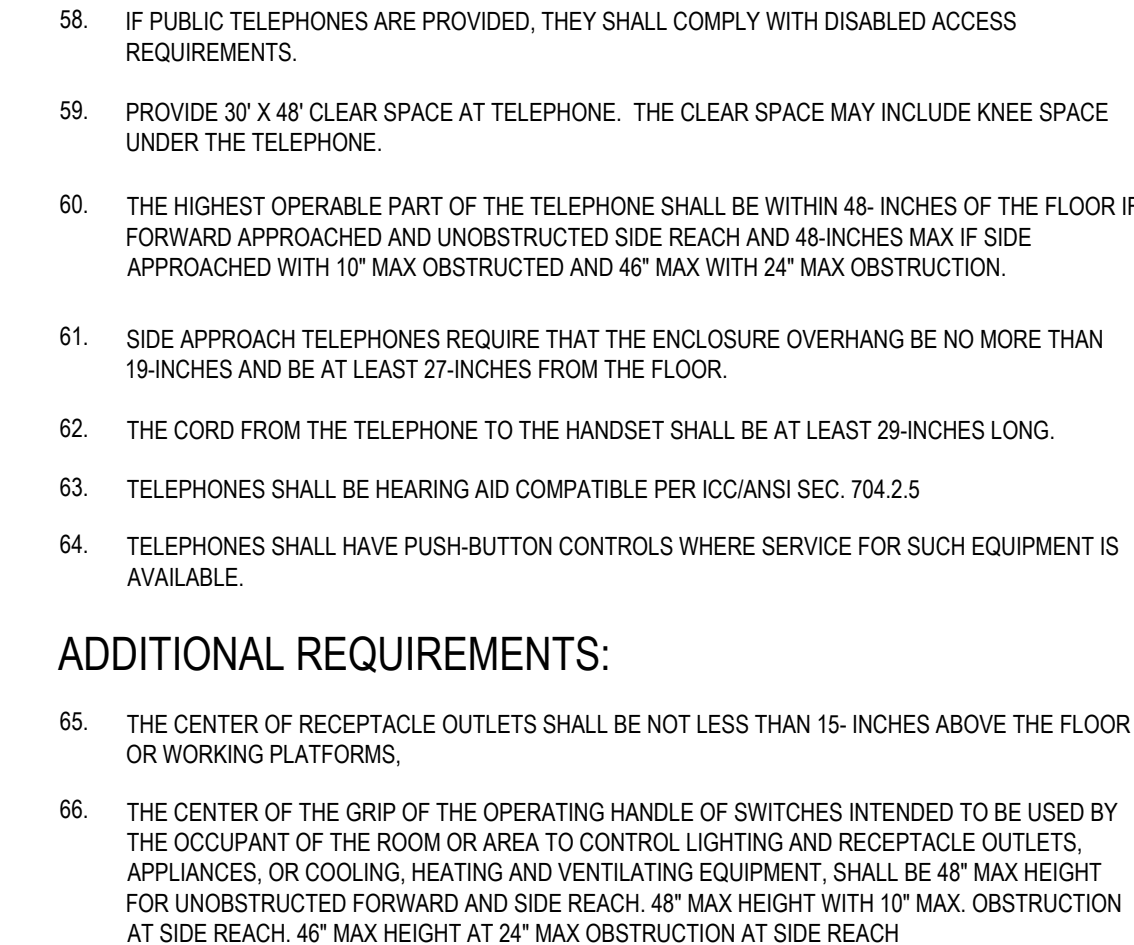 58. IF PUBLIC TELEPHONES ARE PROVIDED, THEY SHALL COMPLY WITH DISABLED ACCESS
REQUIREMENTS.
59. PROVIDE 30' X 48' CLEAR SPACE AT TELEPHONE. THE CLEAR SPACE MAY INCLUDE KNEE SPACE
UNDER THE TELEPHONE.
60. THE HIGHEST OPERABLE PART OF THE TELEPHONE SHALL BE WITHIN 48- INCHES OF THE FLOOR IF
FORWARD APPROACHED AND UNOBSTRUCTED SIDE REACH AND 48-INCHES MAX IF SIDE
APPROACHED WITH 10" MAX OBSTRUCTED AND 46" MAX WITH 24" MAX OBSTRUCTION.
61. SIDE APPROACH TELEPHONES REQUIRE THAT THE ENCLOSURE OVERHANG BE NO MORE THAN
19-INCHES AND BE AT LEAST 27-INCHES FROM THE FLOOR.
62. THE CORD FROM THE TELEPHONE TO THE HANDSET SHALL BE AT LEAST 29-INCHES LONG.
63. TELEPHONES SHALL BE HEARING AID COMPATIBLE PER ICC/ANSI SEC. 704.2.5
64. TELEPHONES SHALL HAVE PUSH-BUTTON CONTROLS WHERE SERVICE FOR SUCH EQUIPMENT IS
AVAILABLE.
ADDITIONAL REQUIREMENTS:
65. THE CENTER OF RECEPTACLE OUTLETS SHALL BE NOT LESS THAN 15- INCHES ABOVE THE FLOOR
OR WORKING PLATFORMS,
66. THE CENTER OF THE GRIP OF THE OPERATING HANDLE OF SWITCHES INTENDED TO BE USED BY
THE OCCUPANT OF THE ROOM OR AREA TO CONTROL LIGHTING AND RECEPTACLE OUTLETS,
APPLIANCES, OR COOLING, HEATING AND VENTILATING EQUIPMENT, SHALL BE 48" MAX HEIGHT
FOR UNOBSTRUCTED FORWARD AND SIDE REACH. 48" MAX HEIGHT WITH 10" MAX. OBSTRUCTION
AT SIDE REACH. 46" MAX HEIGHT AT 24" MAX OBSTRUCTION AT SIDE REACH